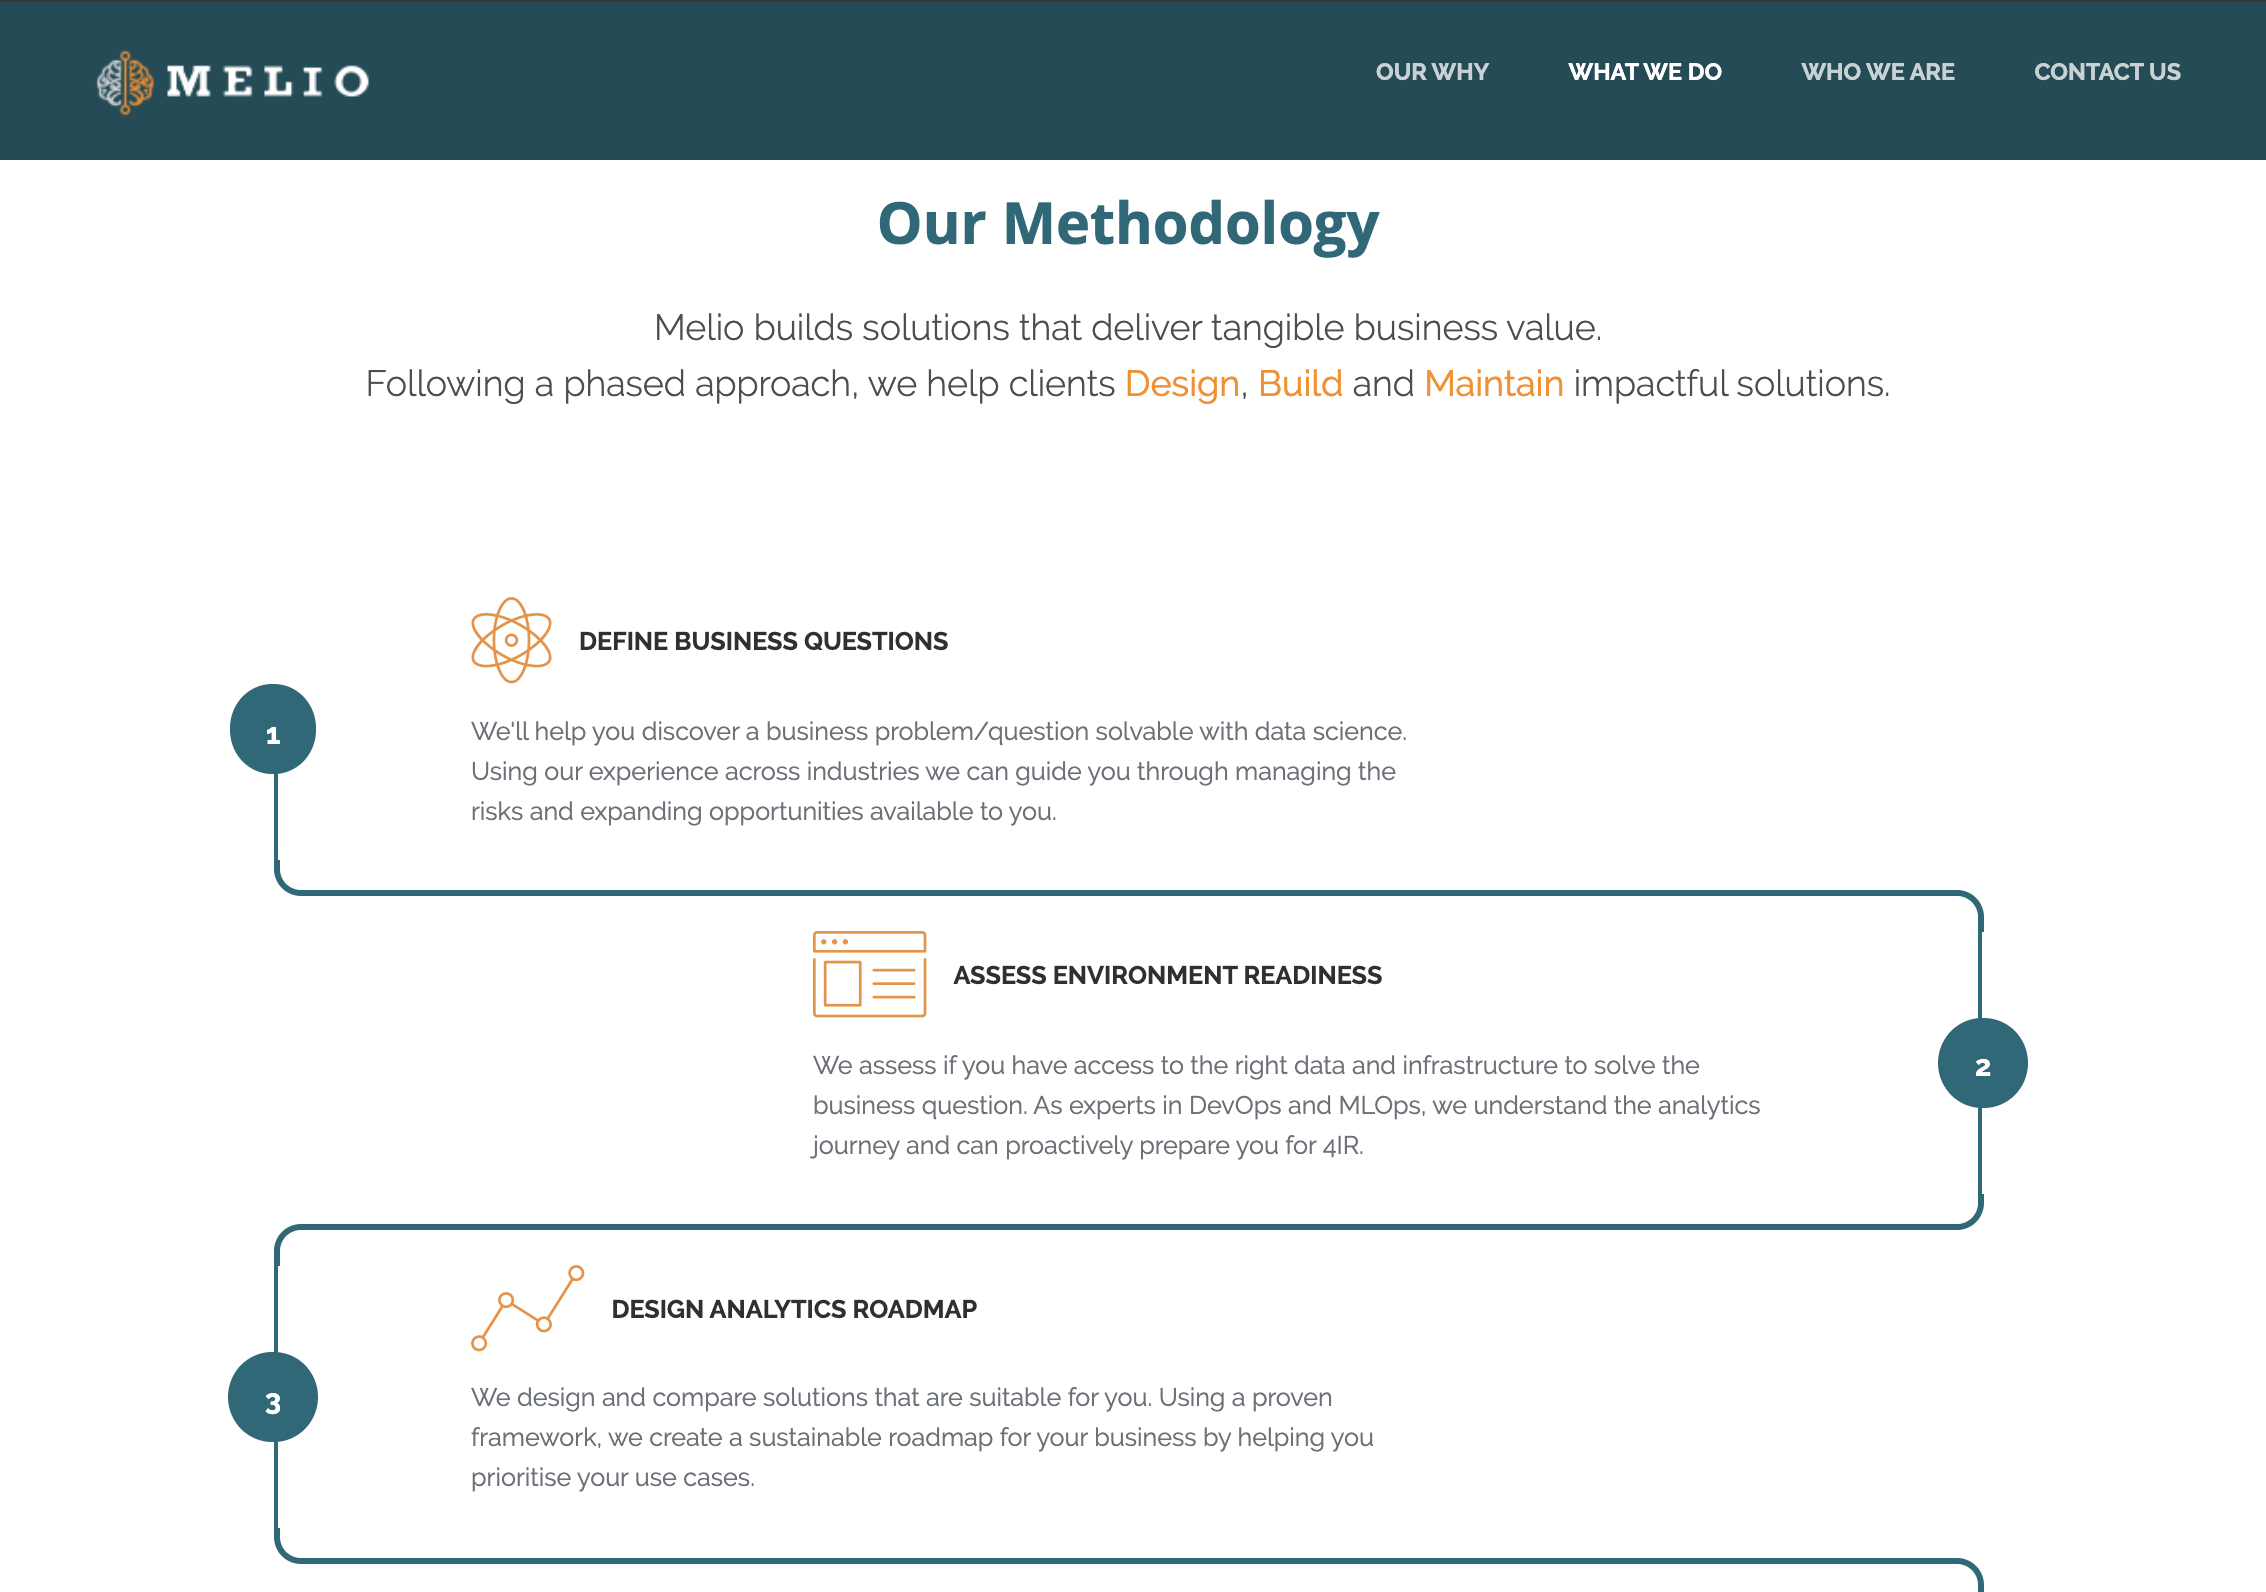 MELIO
OUR WHY
WHAT WE DO
WHO WE ARE
CONTACT US
Our Methodology
Melio builds solutions that deliver tangible business value.
Following a phased approach, we help clients Design, Build and Maintain impactful solutions.
DEFINE BUSINESS QUESTIONS
1
We'll help you discover a business problem/question solvable with data science.
Using our experience across industries we can guide you through managing the
risks and expanding opportunities available to you.
ASSESS ENVIRONMENT READINESS
2
We assess if you have access to the right data and infrastructure to solve the
business question. As experts in DevOps and MLOps, we understand the analytics
journey and can proactively prepare you for 4IR.
DESIGN ANALYTICS ROADMAP
3
We design and compare solutions that are suitable for you. Using a proven
framework, we create a sustainable roadmap for your business by helping you
prioritise your use cases.